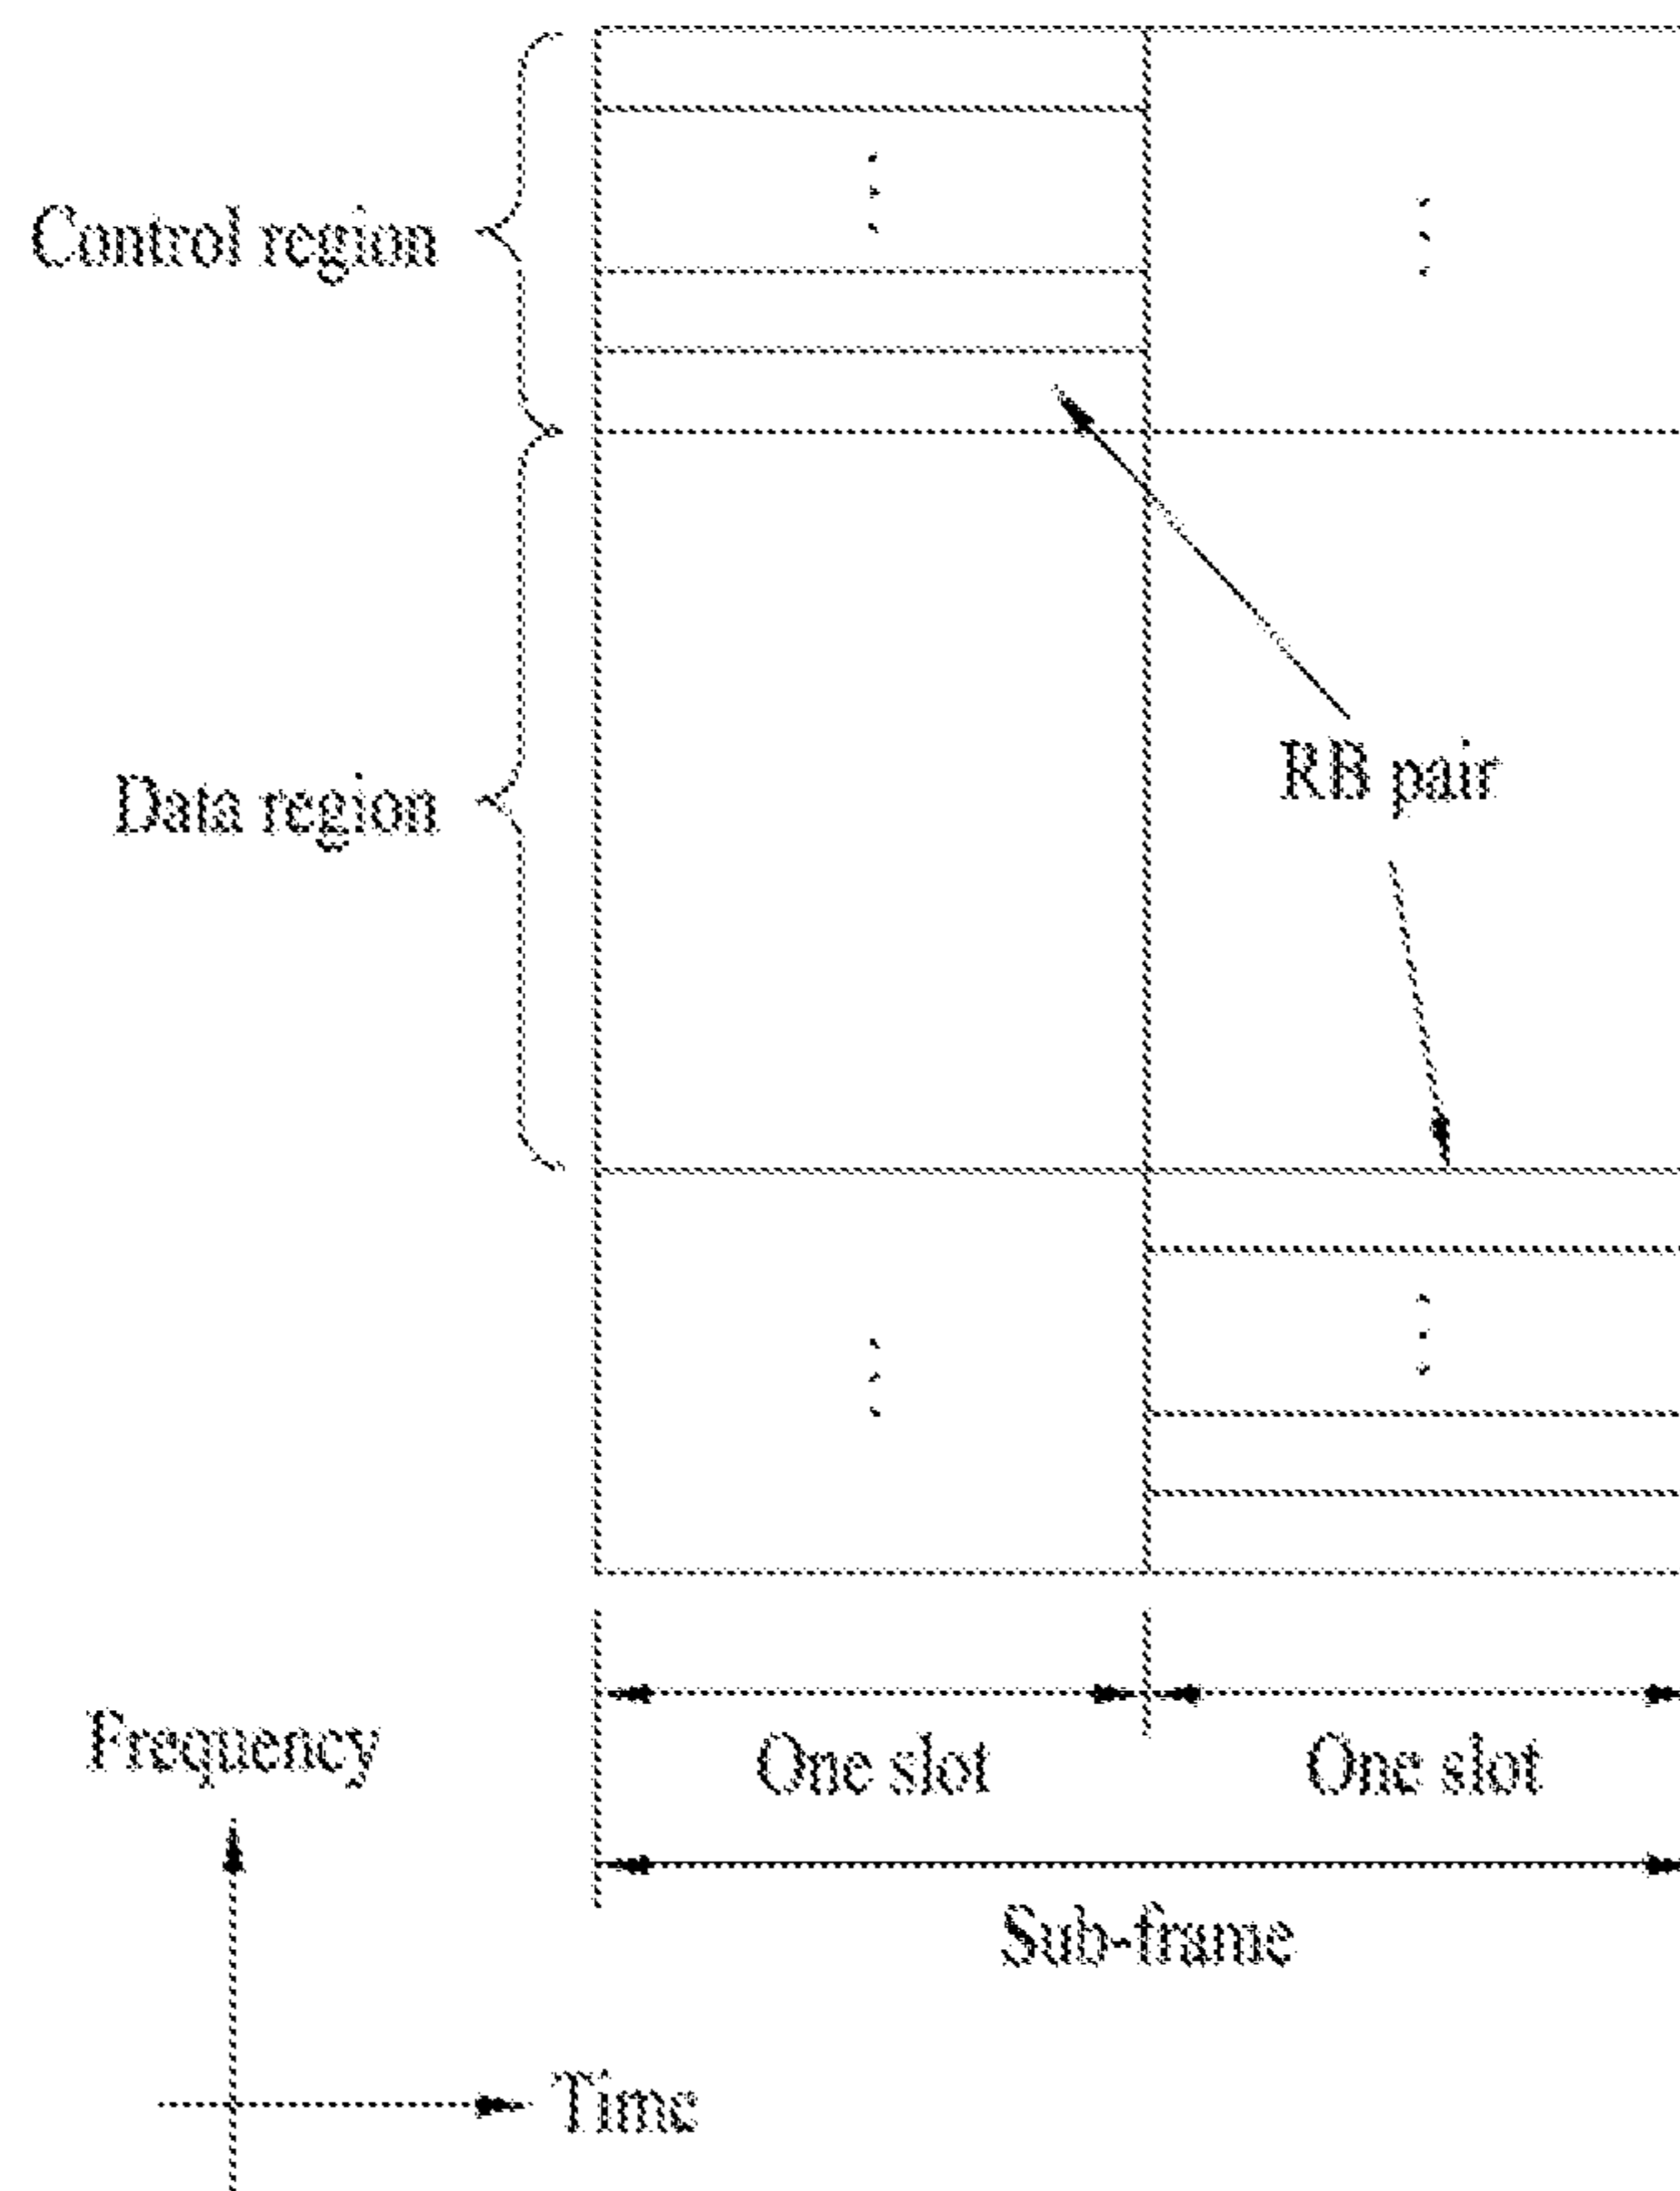 Control region
Data region
RB pair
One slot
One slot
Sub-frame
Frequency
Time